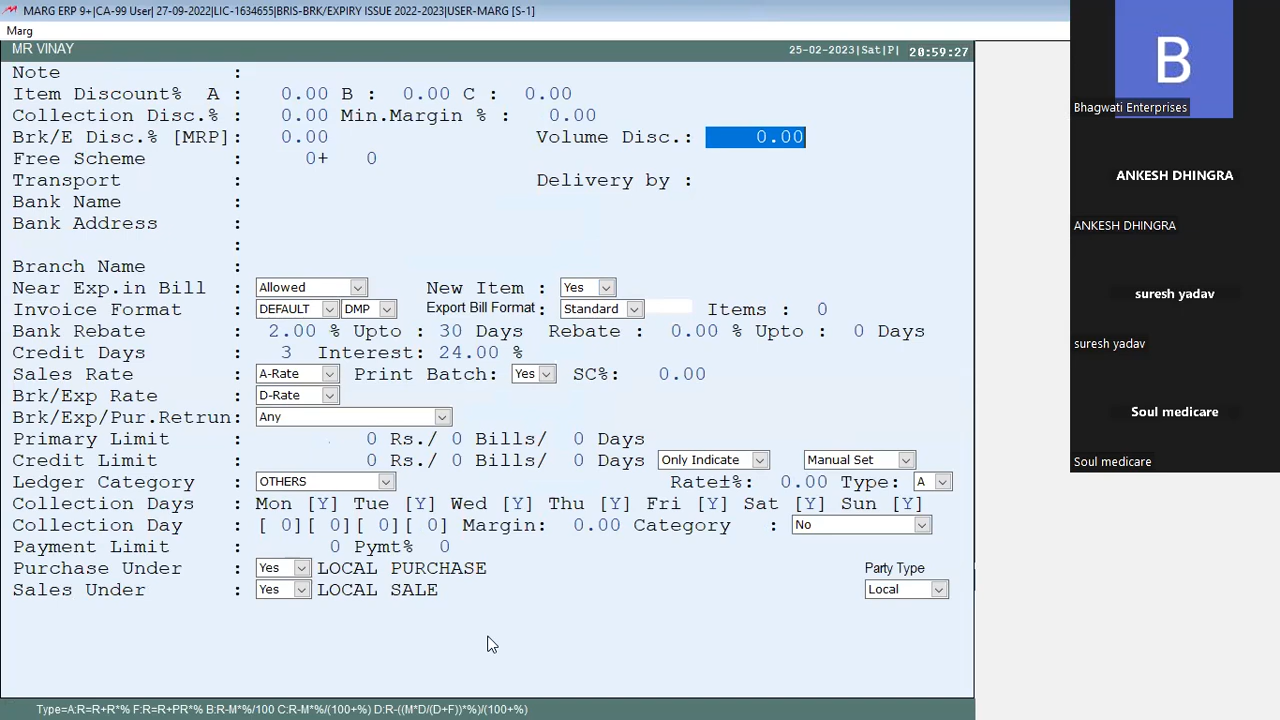 MARG ERP 9+|CA-99 User| 27-09-2022|LIC-1634655|BRIS-BRK/EXPIRY ISSUE 2022-2023|USER-MARG [S-1]
Marg
MR VINAY 25-02-2023|Sat|P| 20:59:27
Note :
Item Discount% A : 0.00 B : 0.00 C : 0.00
Collection Disc.% : 0.00 Min.Margin % : 0.00
Brk/E Disc.% [MRP]: 0.00 Volume Disc.: 0.00
Free Scheme : 0+ 0
Transport : Delivery by :
Bank Name :
Bank Address :
:
Branch Name :
Near Exp.in Bill : Allowed New Item : Yes
Invoice Format : DEFAULT DMP Export Bill Format : Standard Items : 0
Bank Rebate : 2.00 % Upto : 30 Days Rebate : 0.00 % Upto : 0 Days
Credit Days : 3 Interest: 24.00 %
Sales Rate : A-Rate Print Batch: Yes SC%: 0.00
Brk/Exp Rate : D-Rate
Brk/Exp/Pur.Retrun: Any
Primary Limit : 0 Rs./ 0 Bills/ 0 Days
Credit Limit : 0 Rs./ 0 Bills/ 0 Days Only Indicate Manual Set
Ledger Category : OTHERS Rate±%: 0.00 Type: A
Collection Days : Mon [Y] Tue [Y] Wed [Y] Thu [Y] Fri [Y] Sat [Y] Sun [Y]
Collection Day : [ 0][ 0][ 0][ 0] Margin: 0.00 Category : No
Payment Limit : 0 Pymt% 0
Purchase Under : Yes LOCAL PURCHASE Party Type
Sales Under : Yes LOCAL SALE Local
Type=A:R=R+R*% F:R=R+PR*% B:R-M*%/100 C:R-M*%/(100+%) D:R-((M*D/(D+F))*%)/(100+%)
B
Bhagwati Enterprises
ANKESH DHINGRA
ANKESH DHINGRA
suresh yadav
suresh yadav
Soul medicare
Soul medicare